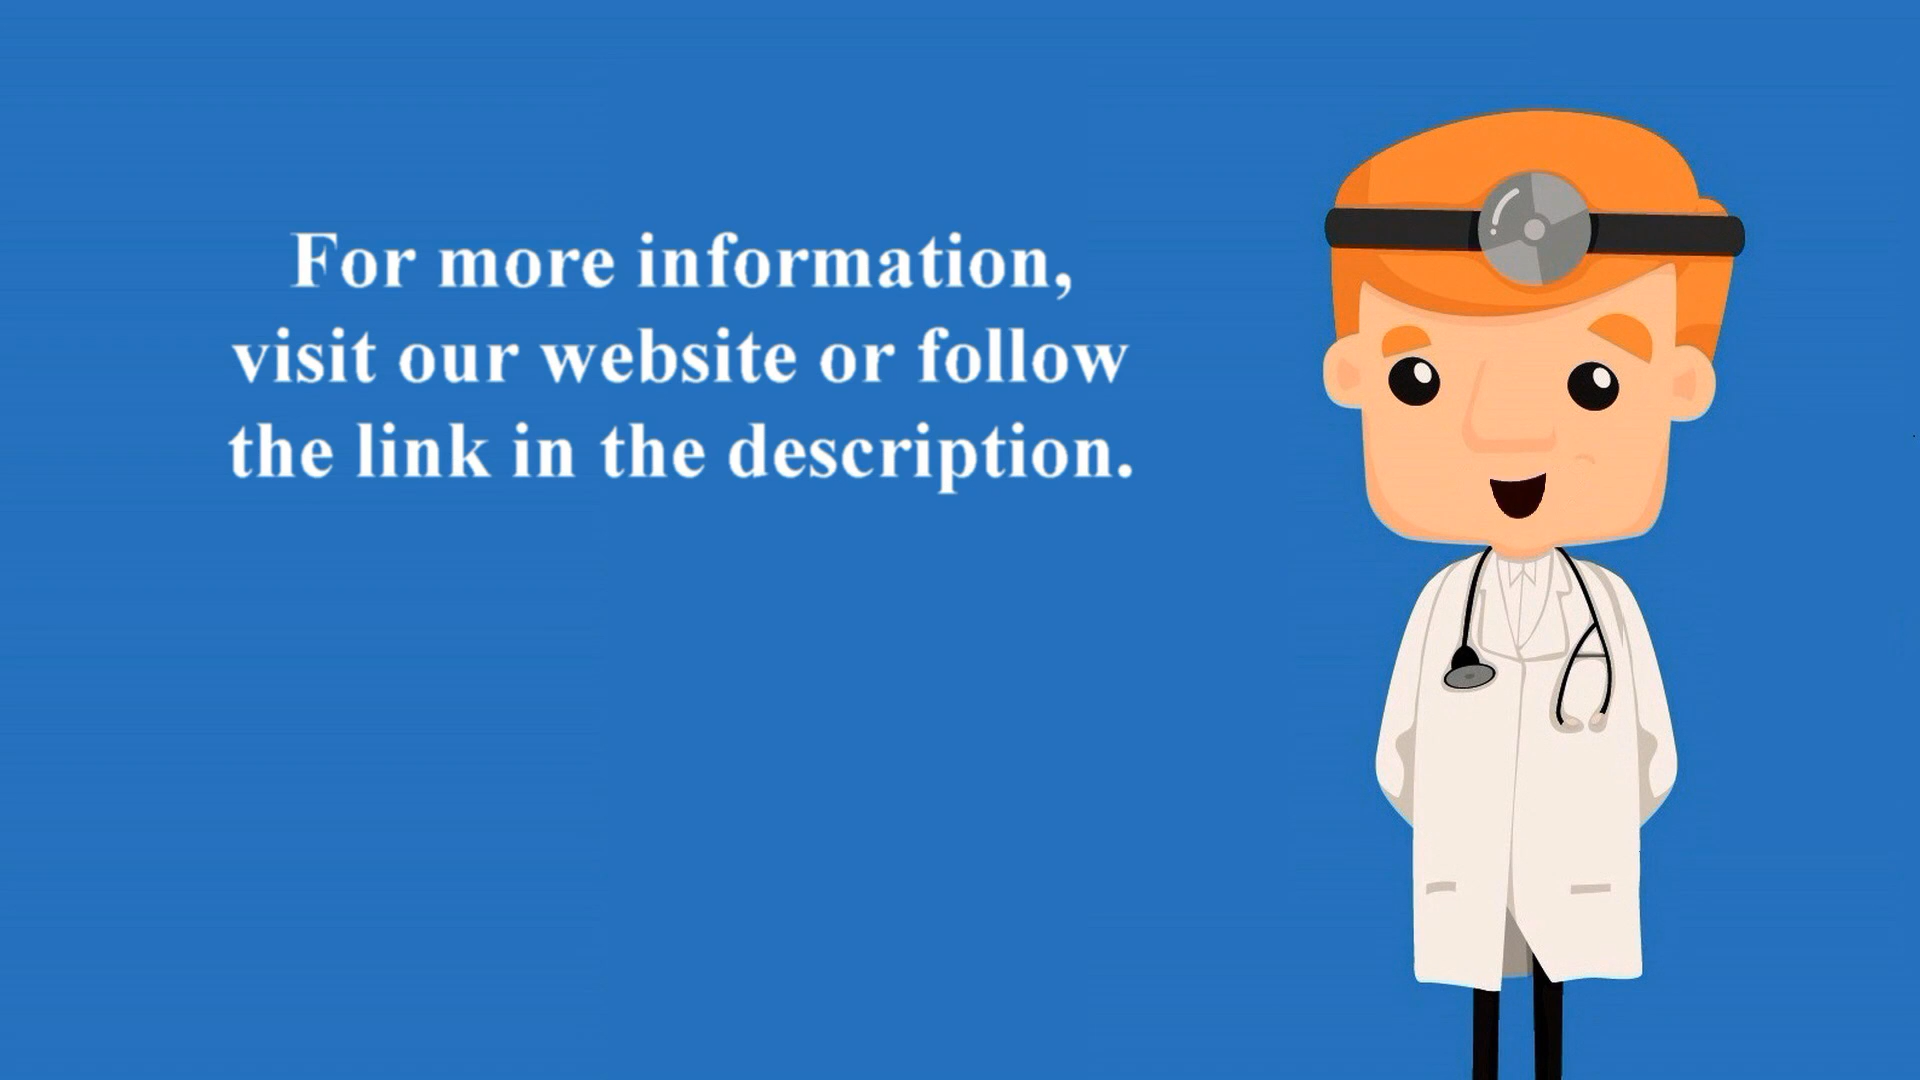 For more information,
visit our website or follow
the link in the description.